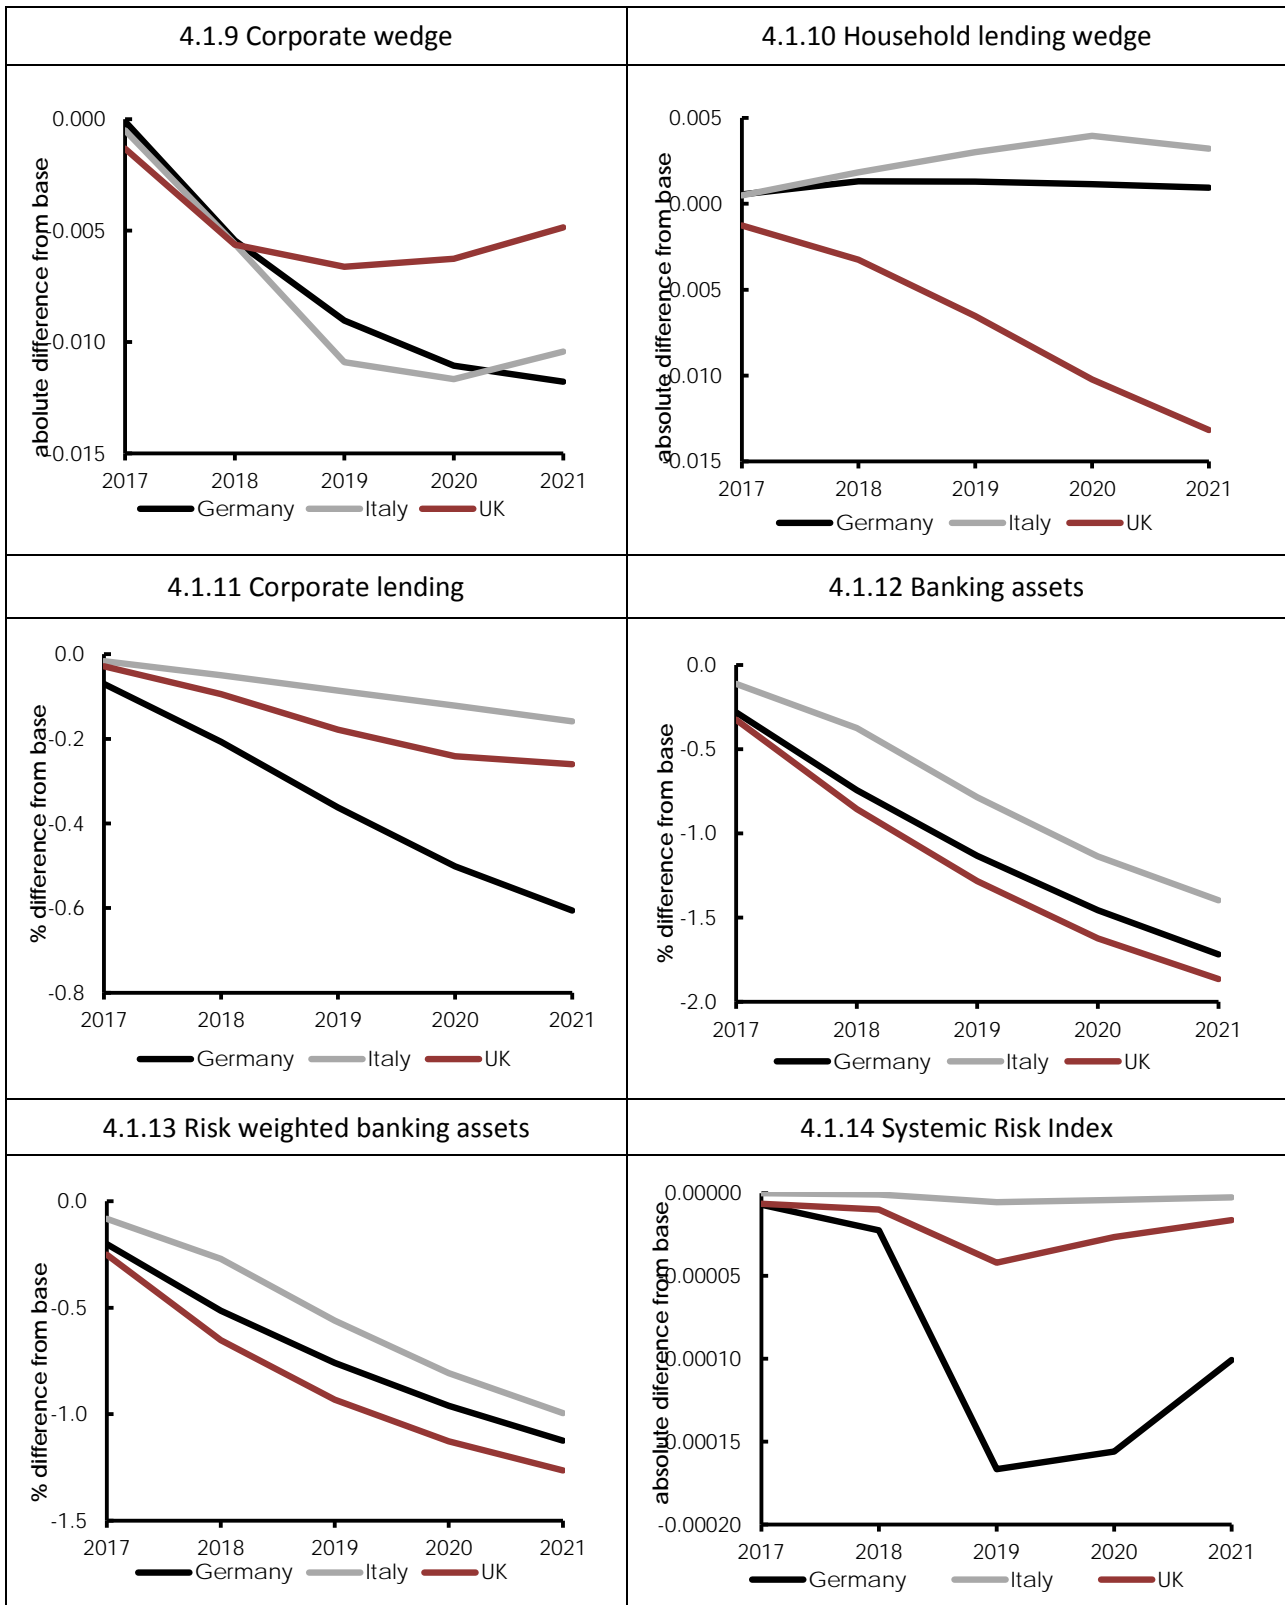 4.1.9 Corporate wedge
4.1.10 Household lending wedge
abolute difference from base
0.000
-0.005
-0.010
-0.015
2017 2018 2019 2020 2021
Germany Italy UK
absolute difference from base
0.005
0.000
-0.005
-0.010
-0.015
2017 2018 2019 2020 2021
Germany Italy UK
4.1.11 Corporate lending
4.1.12 Banking assets
% difference from base
0.0
-0.2
-0.4
-0.6
-0.8
2017 2018 2019 2020 2021
Germany Italy UK
% difference from base
0.0
-0.5
-1.0
-1.5
-2.0
2017 2018 2019 2020 2021
Germany Italy UK
4.1.13 Risk weighted banking assets
4.1.14 Systemic Risk Index
% difference from base
0.0
-0.5
-1.0
-1.5
2017 2018 2019 2020 2021
Germany Italy UK
absolute diference from base
0.00000
-0.00005
-0.00010
-0.00015
-0.00020
2017 2018 2019 2020 2021
Germany Italy UK